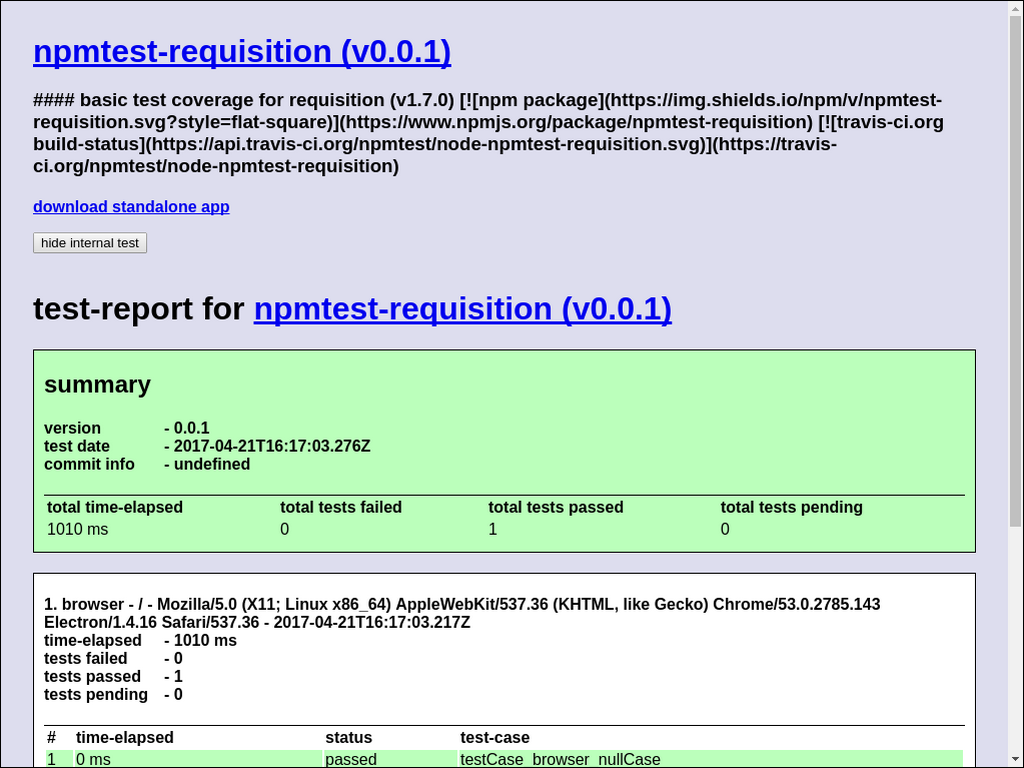 npmtest-requisition (v0.0.1)
#### basic test coverage for requisition (v1.7.0) [![npm package](https://img.shields.io/npm/v/npmtest-
requisition.svg?style=flat-square)](https://www.npmjs.org/package/npmtest-requisition) [![travis-ci.org
build-status](https://api.travis-ci.org/npmtest/node-npmtest-requisition.svg)](https://travis-
ci.org/npmtest/node-npmtest-requisition)
download standalone app
hide internal test
test-report for npmtest-requisition (v0.0.1)
summary
version - 0.0.1
test date - 2017-04-21T16:17:03.276Z
commit info - undefined
total time-elapsed total tests failed total tests passed total tests pending
1010 ms 0 1 0
1. browser - / - Mozilla/5.0 (X11; Linux x86_64) AppleWebKit/537.36 (KHTML, like Gecko) Chrome/53.0.2785.143
Electron/1.4.16 Safari/537.36 - 2017-04-21T16:17:03.217Z
time-elapsed - 1010 ms
tests failed - 0
tests passed - 1
tests pending - 0
# time-elapsed status test-case
1 0 ms passed testCase_browser_nullCase